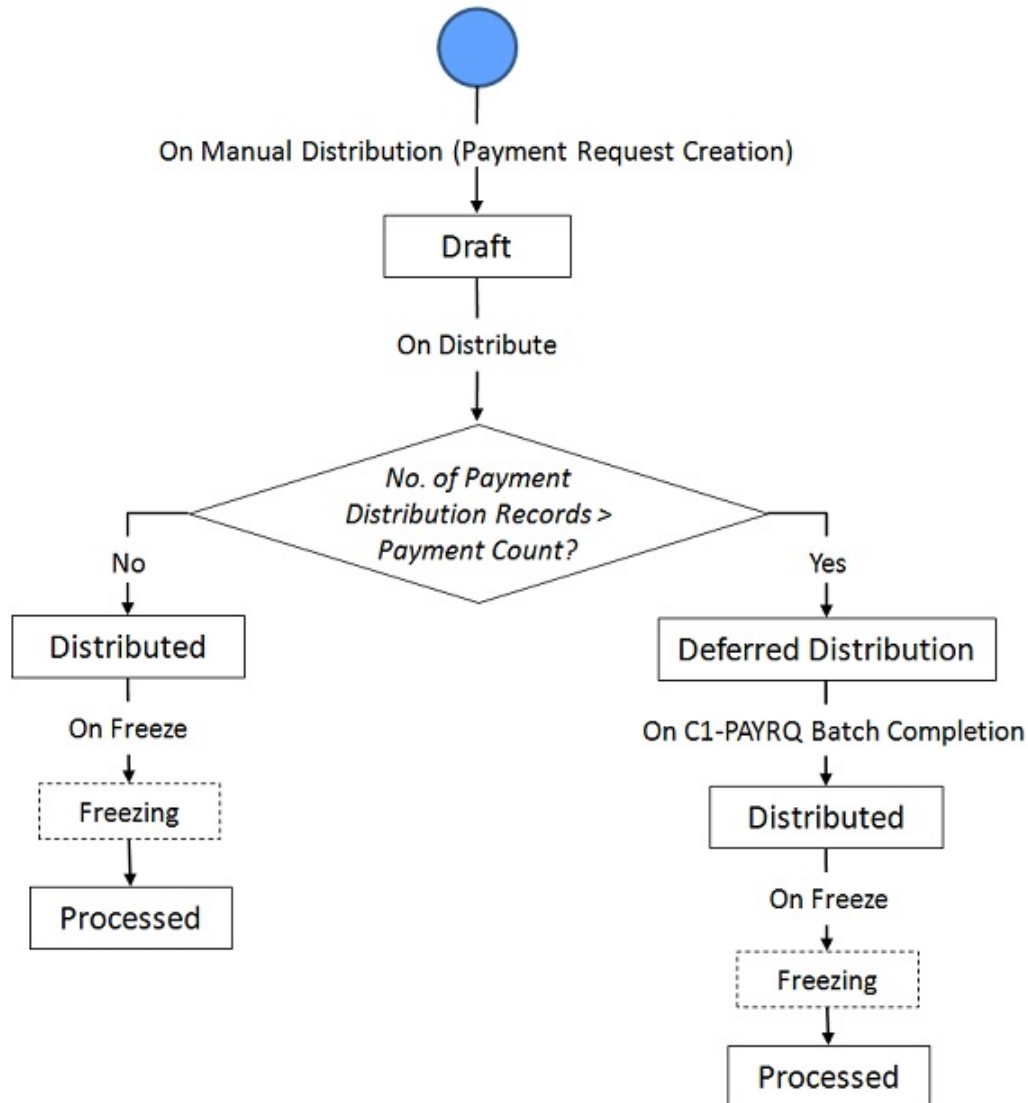 On Manual Distribution (Payment Request Creation)
Draft
On Distribute
No. of Payment
Distribution Records >
Payment Count?
No
Yes
Distributed
Deferred Distribution
On Freeze
On C1-PAYRQ Batch Completion
Freezing
Distributed
Processed
On Freeze
Freezing
Processed